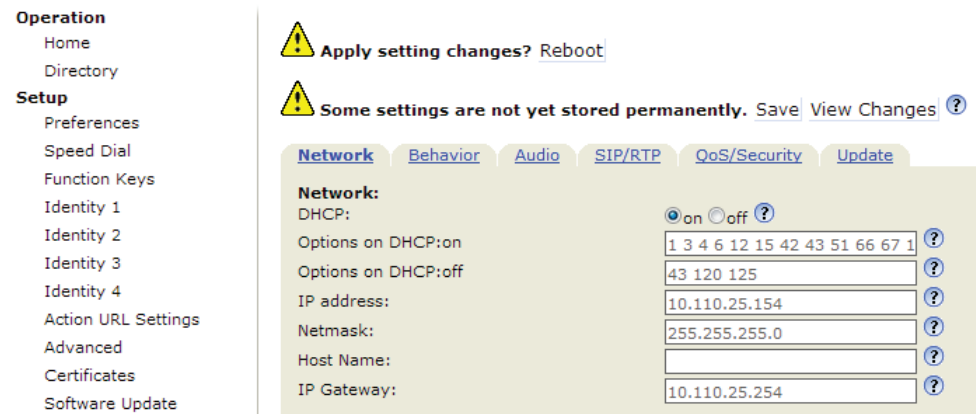 Operation
Home
Directory
Setup
Preferences
Speed Dial
Function Keys
Identity 1
Identity 2
Identity 3
Identity 4
Action URL Settings
Advanced
Certificates
Software Update
Apply setting changes? Reboot
Some settings are not yet stored permanently. Save View Changes ?
Network Behavior Audio SIP/RTP QoS/Security Update
Network:
DHCP: on off ?
Options on DHCP:on 1 3 4 6 12 15 42 43 51 66 67 1 ?
Options on DHCP:off 43 120 125 ?
IP address: 10.110.25.154 ?
Netmask: 255.255.255.0 ?
Host Name: ?
IP Gateway: 10.110.25.254 ?